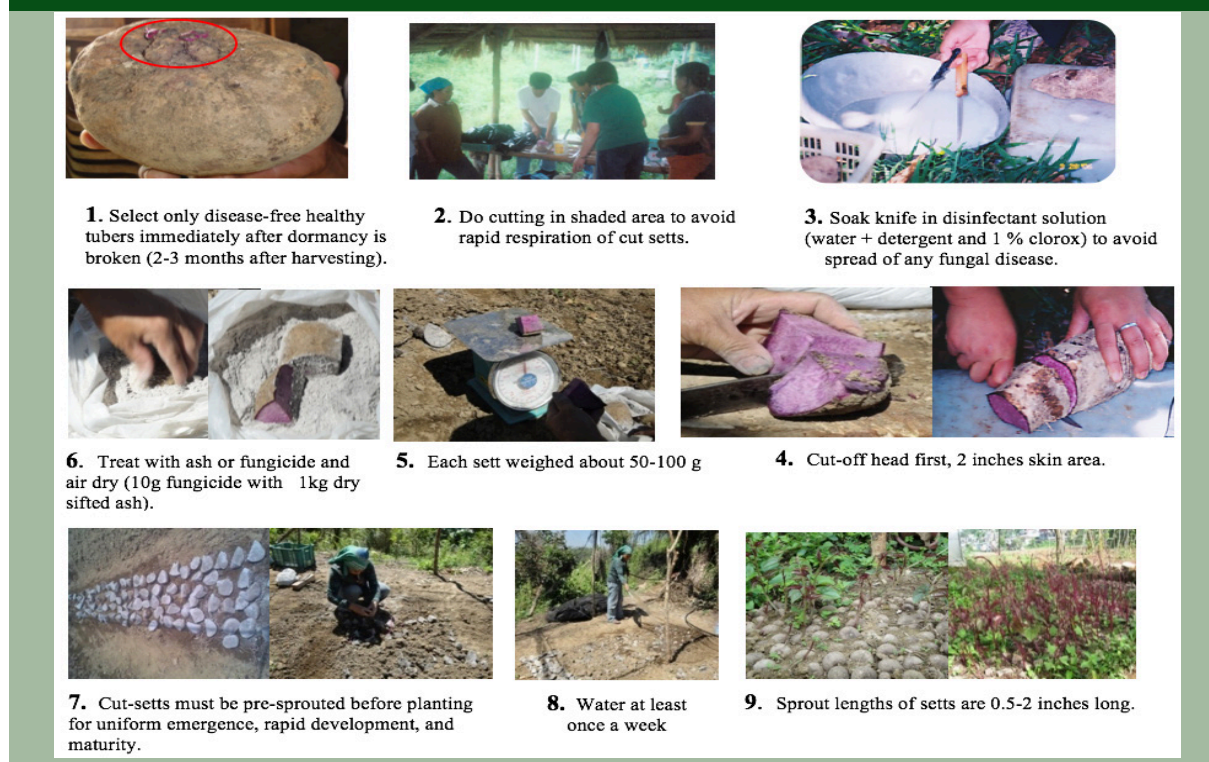 1. Select only disease-free healthy
tubers immediately after dormancy is
broken (2-3 months after harvesting).
2. Do cutting in shaded area to avoid
rapid respiration of cut setts.
3. Soak knife in disinfectant solution
(water + detergent and 1 % clorox) to avoid
spread of any fungal disease.
6. Treat with ash or fungicide and
air dry (10g fungicide with 1kg dry
sifted ash).
5. Each sett weighed about 50-100 g
4. Cut-off head first, 2 inches skin area.
7. Cut-setts must be pre-sprouted before planting
for uniform emergence, rapid development, and
maturity.
8. Water at least
once a week
9. Sprout lengths of setts are 0.5-2 inches long.